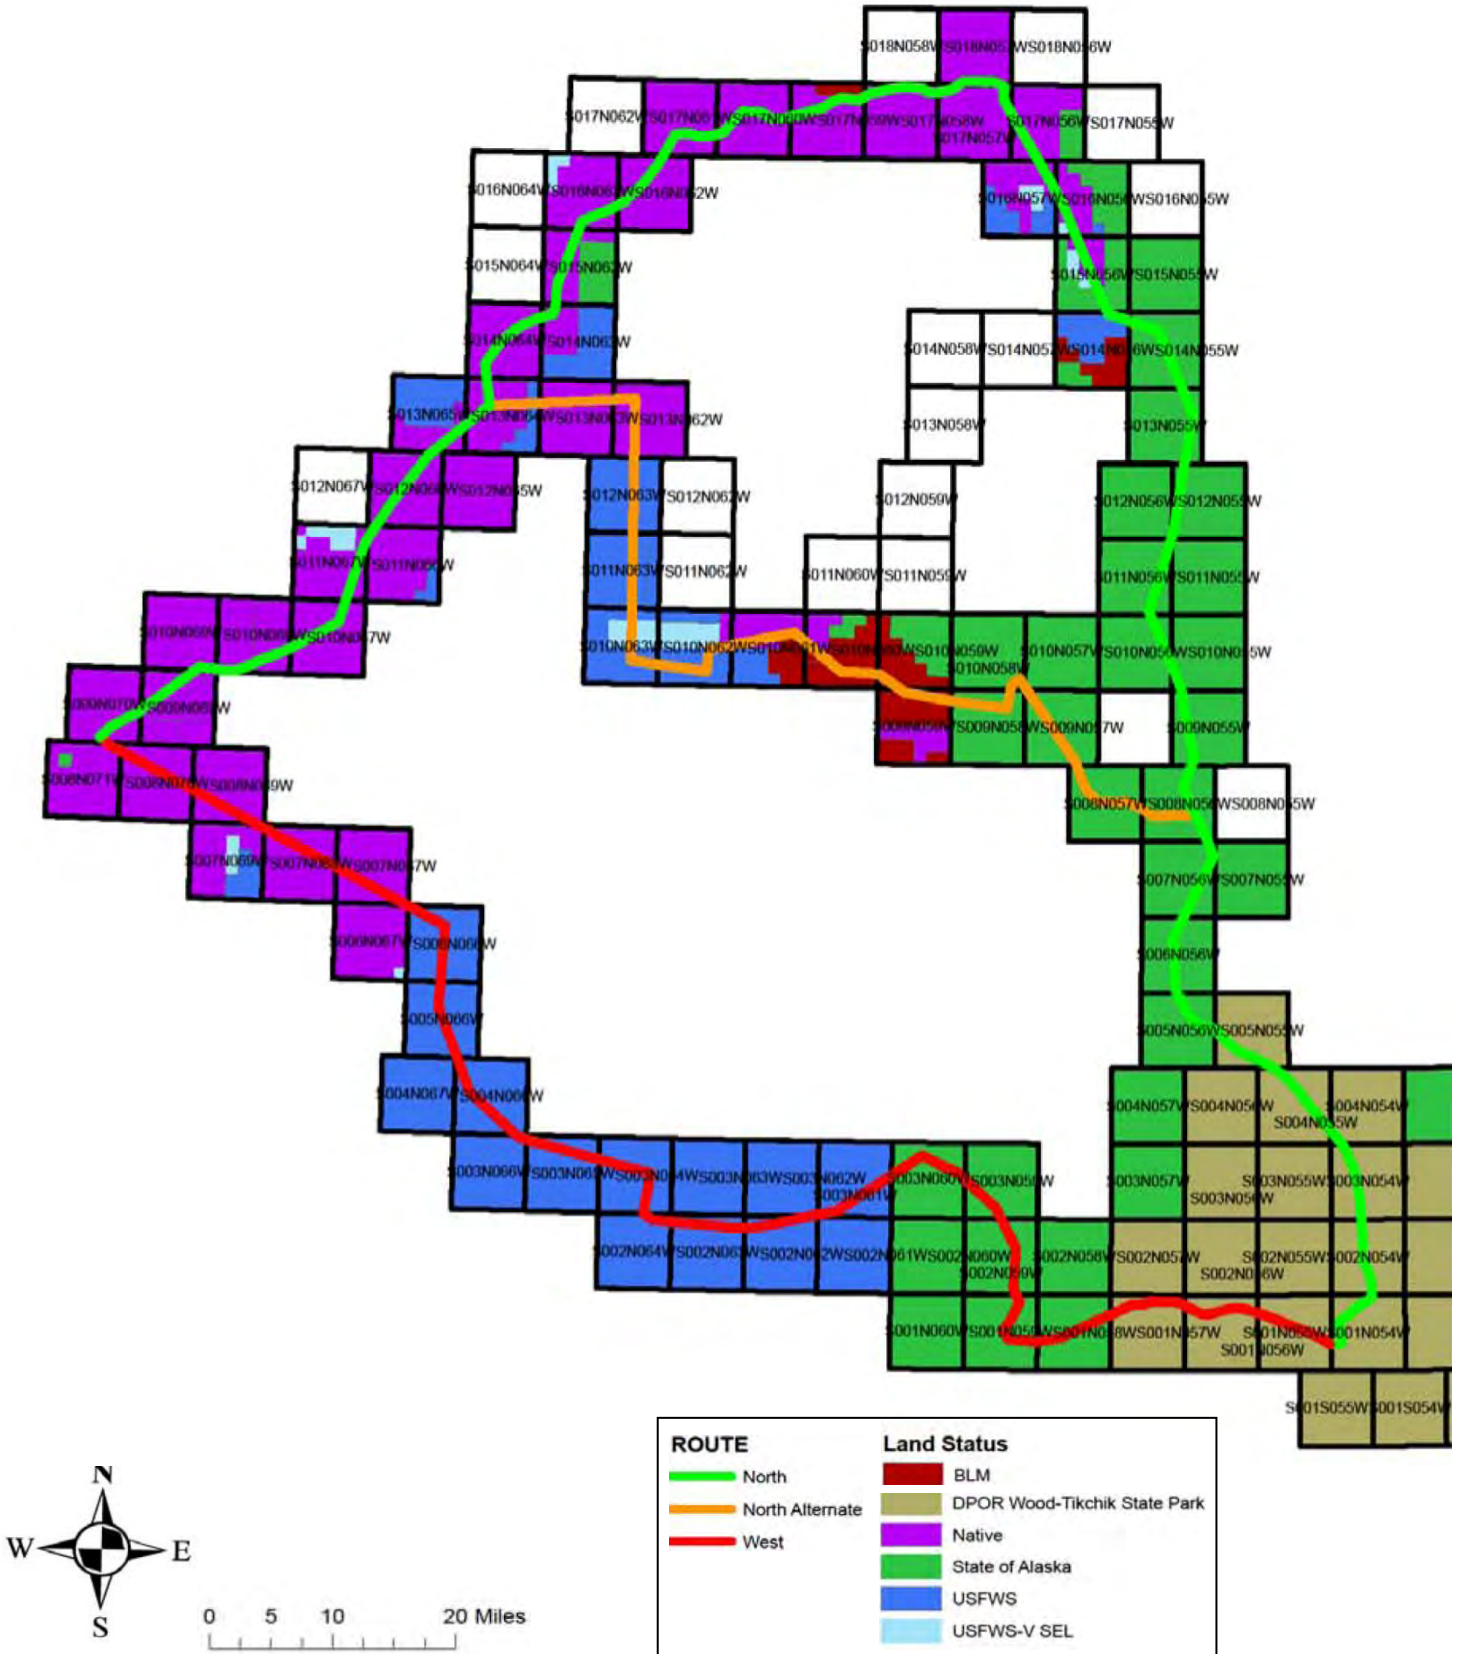 S018N058W S018N057W S018N056W
S017N062W S017N061W S017N060W S017N059W S017N058W S017N056W S017N055W
S017N057W
S016N064W S016N063W S016N062W S016N057W S016N056W S016N055W
S015N064W S015N063W S015N056W S015N055W
S014N064W S014N063W S014N058W S014N057W S014N056W S014N055W
S013N065W S013N064W S013N063W S013N062W S013N058W S013N055W
S012N067W S012N066W S012N065W S012N063W S012N062W S012N059W S012N056W S012N055W
S011N067W S011N066W S011N063W S011N062W S011N060W S011N059W S011N056W S011N055W
S010N069W S010N068W S010N067W S010N063W S010N062W S010N061W S010N060W S010N059W S010N057W S010N056W S010N055W
S010N058W
S009N070W S009N069W S009N059W S009N058W S009N057W S009N055W
S008N071W S008N070W S008N069W S008N057W S008N056W S008N055W
S007N069W S007N068W S007N067W S007N056W S007N055W
S006N067W S006N066W S006N056W
S005N066W S005N056W S005N055W
S004N067W S004N066W S004N057W S004N056W S004N054W
S004N055W
S003N066W S003N065W S003N064W S003N063W S003N062W S003N060W S003N059W S003N057W S003N055W S003N054W
S003N061W S003N056W
S002N064W S002N063W S002N062W S002N061W S002N060W S002N058W S002N057W S002N055W S002N054W
S002N059W S002N056W
S001N060W S001N059W S001N058W S001N057W S001N055W S001N054W
S001N056W
S001S055W S001S054W
ROUTE
North
North Alternate
West
Land Status
BLM
DPOR Wood-Tikchik State Park
Native
State of Alaska
USFWS
USFWS-V SEL
N
W E
S
0 5 10 20 Miles